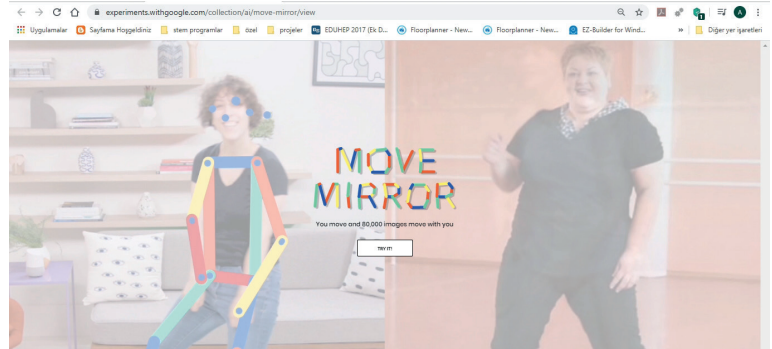 experiments.withgoogle.com/collection/ai/move-mirror/view
Uygulamalar Sayfama Hoşgeldiniz stem programlar özel projeler EDUHEP 2017 (Ek D... Floorplanner - New... Floorplanner - New... EZ-Builder for Wind... » Diğer yer işaretleri
MOVE
MIRROR
You move and 80,000 images move with you
TRY IT!